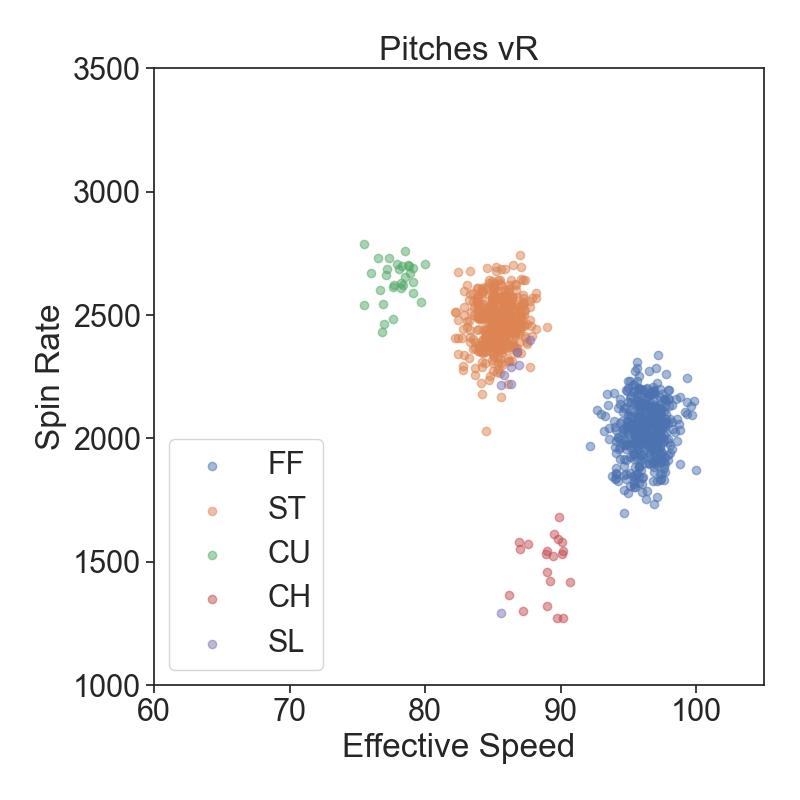 Pitches vR
3500
3000
2500
2000
1500
1000
Spin Rate
FF
ST
CU
CH
SL
60 70 80 90 100
Effective Speed